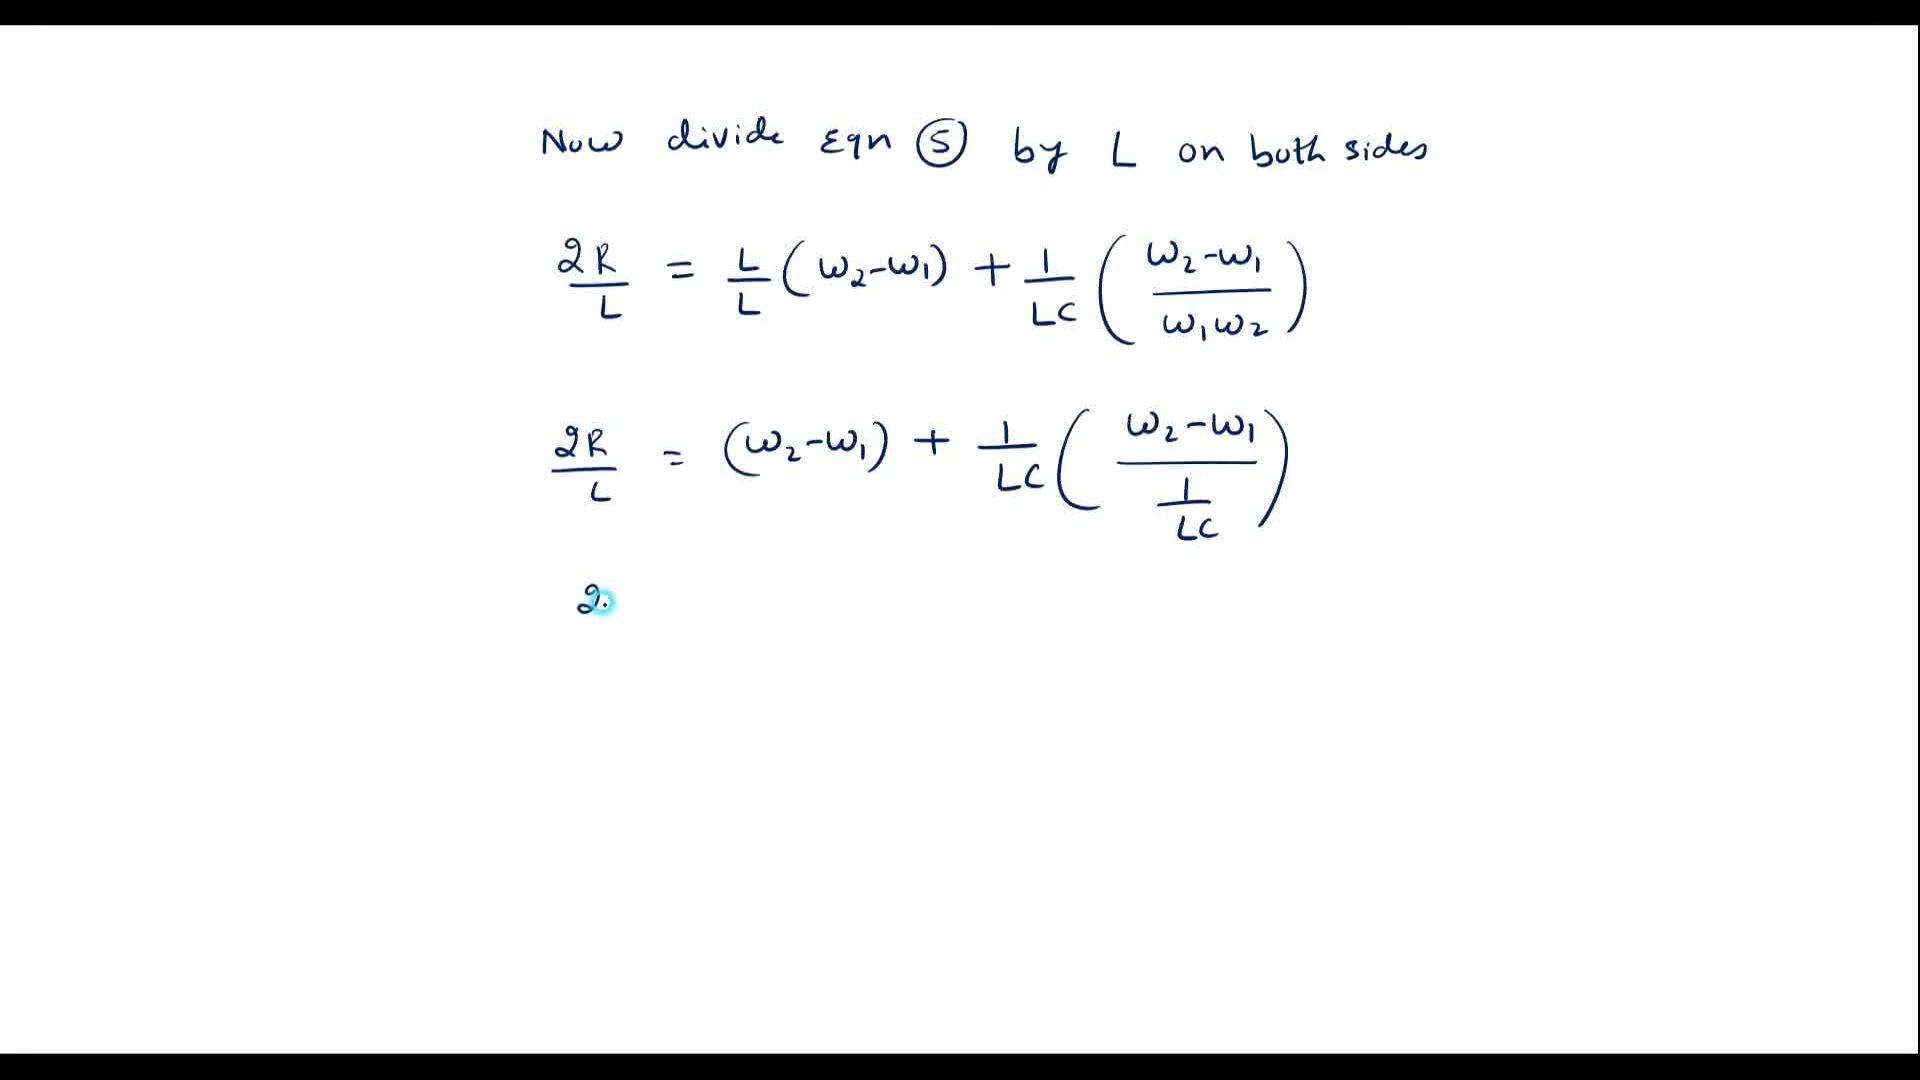 Now divide Eqn ⑤ by L on both sides
2R/L = L/L (ω₂-ω₁) + 1/LC (ω₂-ω₁/ω₁ω₂)
2R/L = (ω₂-ω₁) + 1/LC (ω₂-ω₁/(1/LC))
2